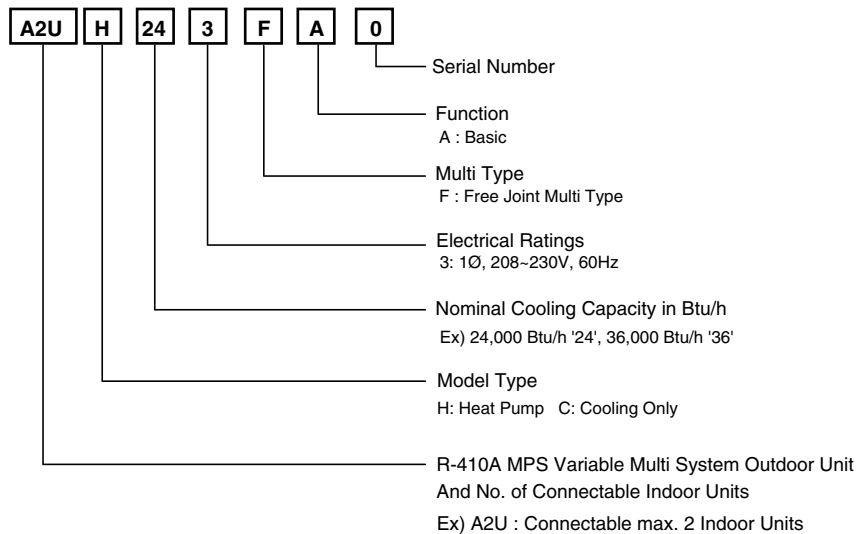 A2U H 24 3 F A 0
Serial Number
Function
A : Basic
Multi Type
F : Free Joint Multi Type
Electrical Ratings
3: 1Ø, 208~230V, 60Hz
Nominal Cooling Capacity in Btu/h
Ex) 24,000 Btu/h '24', 36,000 Btu/h '36'
Model Type
H: Heat Pump C: Cooling Only
R-410A MPS Variable Multi System Outdoor Unit
And No. of Connectable Indoor Units
Ex) A2U : Connectable max. 2 Indoor Units